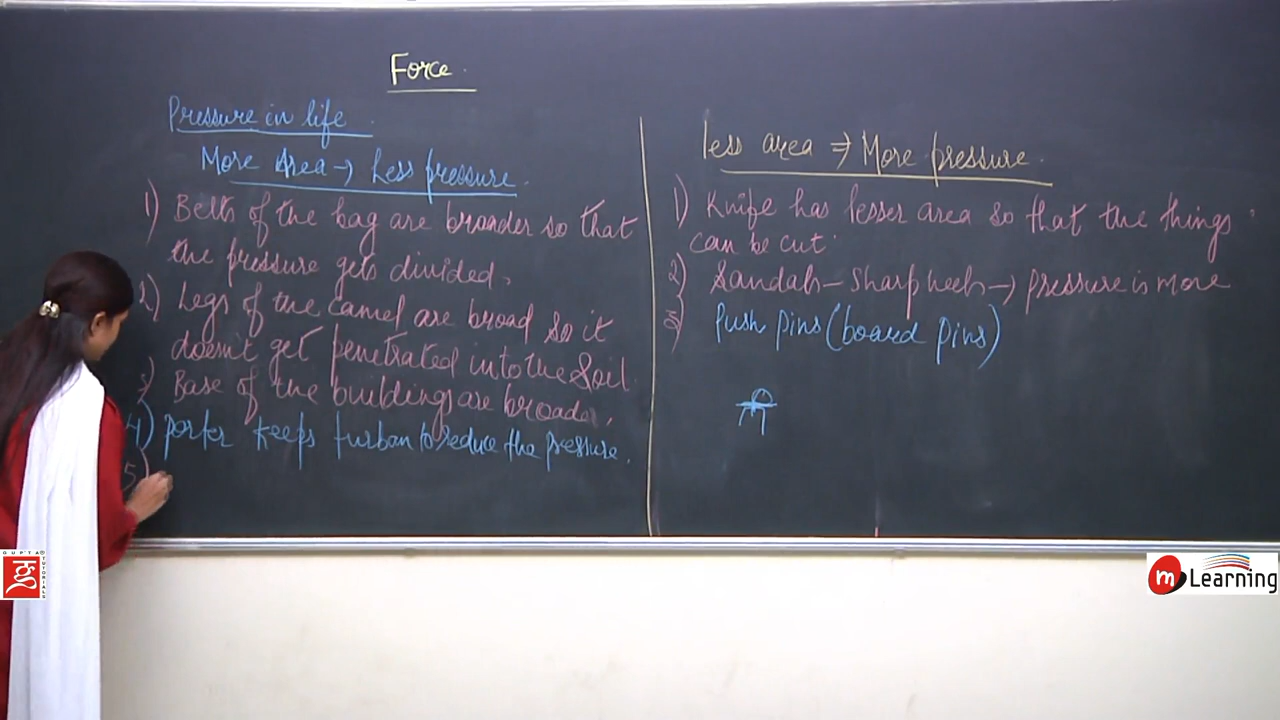 Force
Pressure in life
More Area → Less pressure
1) Belts of the bag are broader so that
the pressure gets divided.
2) Legs of the camel are broad so it
doesn't get penetrated into the Soil
3) Base of the buildings are broader.
4) Porter keeps turban to reduce the pressure.
5)
less area ⇒ More pressure
1) Knife has lesser area so that the things
can be cut
2) Sandals – Sharp heels → pressure is more
3) Push Pins (board pins)
GUPTA
TUTORIALS
m Learning